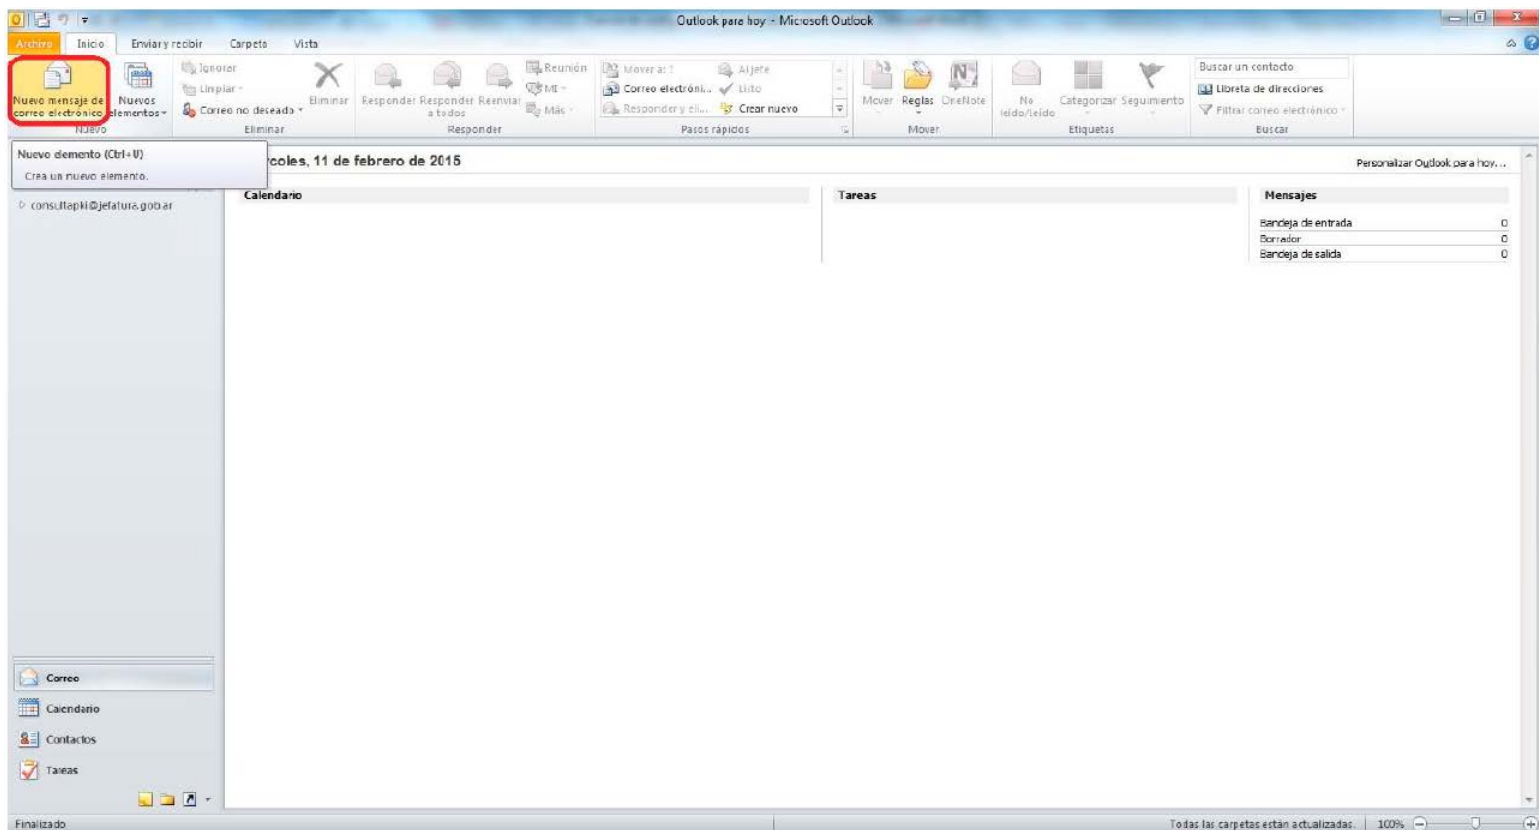 Outlook para hoy - Microsoft Outlook
Archivo Inicio Enviar y recibir Carpeta Vista
Nuevo mensaje de correo electrónico
Nuevos elementos
Nuevo
Ignorar
Limpiar
Correo no deseado
Eliminar
Eliminar
Responder
Responder a todos
Reenviar
Reunión
MI
Más
Responder
Mover a: ?
Correo electróni...
Responder y eli...
Al jefe
Listo
Crear nuevo
Pasos rápidos
Mover
Reglas
OneNote
Mover
No leído/leído
Categorizar
Seguimiento
Etiquetas
Buscar un contacto
Libreta de direcciones
Filtrar correo electrónico
Buscar
Nuevo elemento (Ctrl+U)
Crea un nuevo elemento.
consultapki@jefatura.gob.ar
rcoles, 11 de febrero de 2015
Personalizar Outlook para hoy...
Calendario
Tareas
Mensajes
Bandeja de entrada 0
Borrador 0
Bandeja de salida 0
Correo
Calendario
Contactos
Tareas
Finalizado
Todas las carpetas están actualizadas. 100%